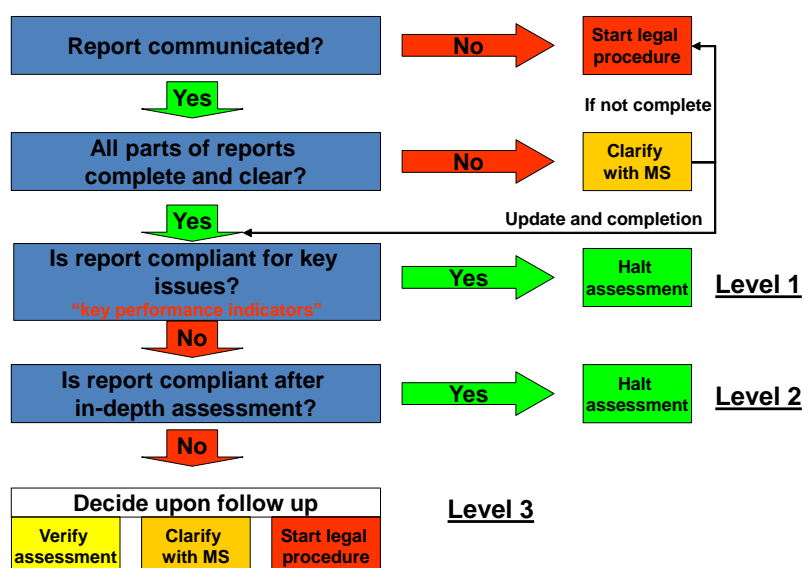 Report communicated?
No
Start legal
procedure
Yes
If not complete
All parts of reports
complete and clear?
No
Clarify
with MS
Yes
Update and completion
Is report compliant for key
issues?
"key performance indicators"
Yes
Halt
assessment
Level 1
No
Is report compliant after
in-depth assessment?
Yes
Halt
assessment
Level 2
No
Decide upon follow up
Level 3
Verify
assessment
Clarify
with MS
Start legal
procedure